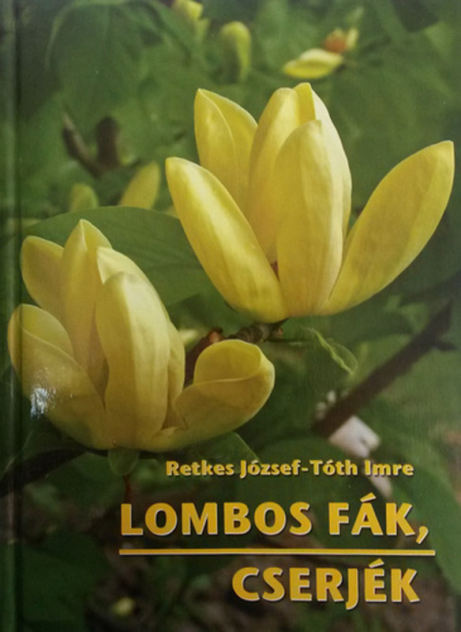 Retkes József-Tóth Imre
LOMBOS FÁK,
CSERJÉK